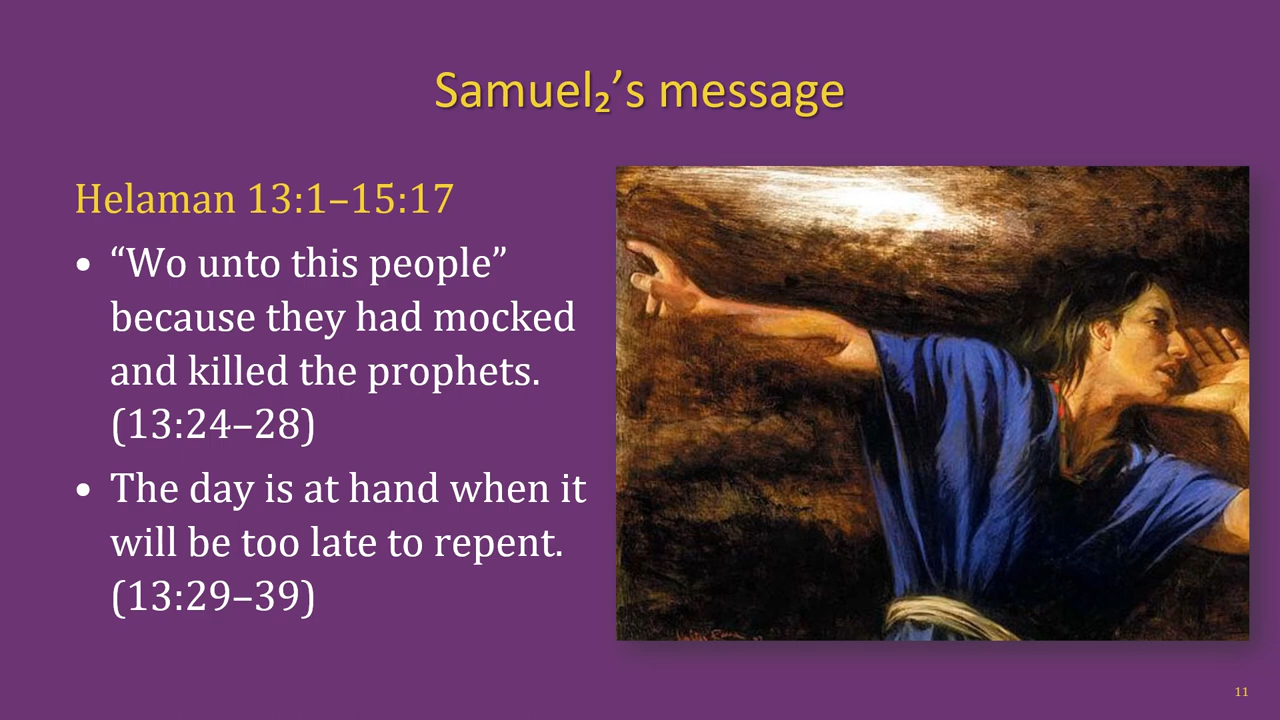 Samuel₂’s message
Helaman 13:1–15:17
• “Wo unto this people”
because they had mocked
and killed the prophets.
(13:24–28)
• The day is at hand when it
will be too late to repent.
(13:29–39)
11